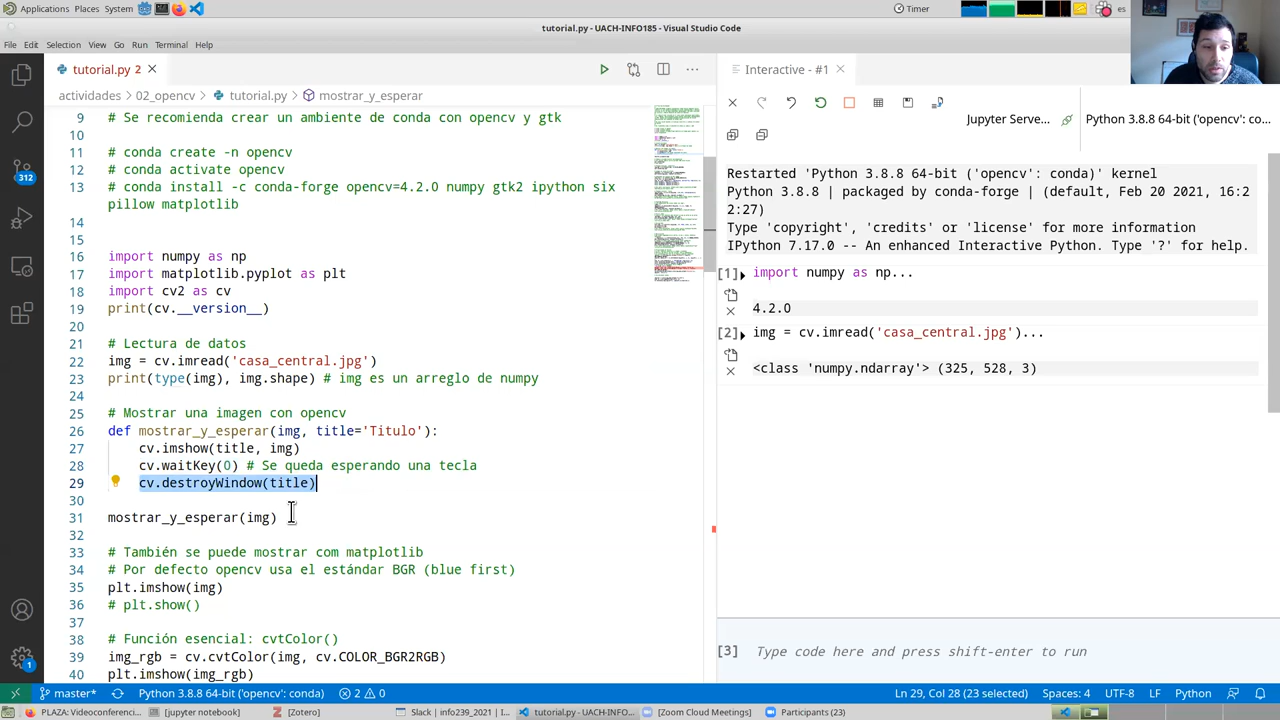 Applications Places System
Timer
es
tutorial.py - UACH-INFO185 - Visual Studio Code
File Edit Selection View Go Run Terminal Help
tutorial.py 2
Interactive - #1
actividades > 02_opencv > tutorial.py > mostrar_y_esperar
Jupyter Serve... Python 3.8.8 64-bit ('opencv': co...
9 # Se recomienda crear un ambiente de conda con opencv y gtk
10
11 # conda create -n opencv
12 # conda activate opencv
13 # conda install -c conda-forge opencv=4.2.0 numpy gtk2 ipython six
pillow matplotlib
14
15
16 import numpy as np
17 import matplotlib.pyplot as plt
18 import cv2 as cv
19 print(cv.__version__)
20
21 # Lectura de datos
22 img = cv.imread('casa_central.jpg')
23 print(type(img), img.shape) # img es un arreglo de numpy
24
25 # Mostrar una imagen con opencv
26 def mostrar_y_esperar(img, title='Titulo'):
27 cv.imshow(title, img)
28 cv.waitKey(0) # Se queda esperando una tecla
29 cv.destroyWindow(title)
30
31 mostrar_y_esperar(img)
32
33 # También se puede mostrar com matplotlib
34 # Por defecto opencv usa el estándar BGR (blue first)
35 plt.imshow(img)
36 # plt.show()
37
38 # Función esencial: cvtColor()
39 img_rgb = cv.cvtColor(img, cv.COLOR_BGR2RGB)
40 plt.imshow(img_rgb)
312
1
Restarted 'Python 3.8.8 64-bit ('opencv': conda)' kernel
Python 3.8.8 | packaged by conda-forge | (default, Feb 20 2021, 16:2
2:27)
Type 'copyright', 'credits' or 'license' for more information
IPython 7.17.0 -- An enhanced Interactive Python. Type '?' for help.
[1] import numpy as np...
4.2.0
[2] img = cv.imread('casa_central.jpg')...
<class 'numpy.ndarray'> (325, 528, 3)
[3] Type code here and press shift-enter to run
master* Python 3.8.8 64-bit ('opencv': conda) 2 0 Ln 29, Col 28 (23 selected) Spaces: 4 UTF-8 LF Python
PLAZA: Videoconferenci... [jupyter notebook] [Zotero] Slack | info239_2021 | I... tutorial.py - UACH-INFO... [Zoom Cloud Meetings] Participants (23)